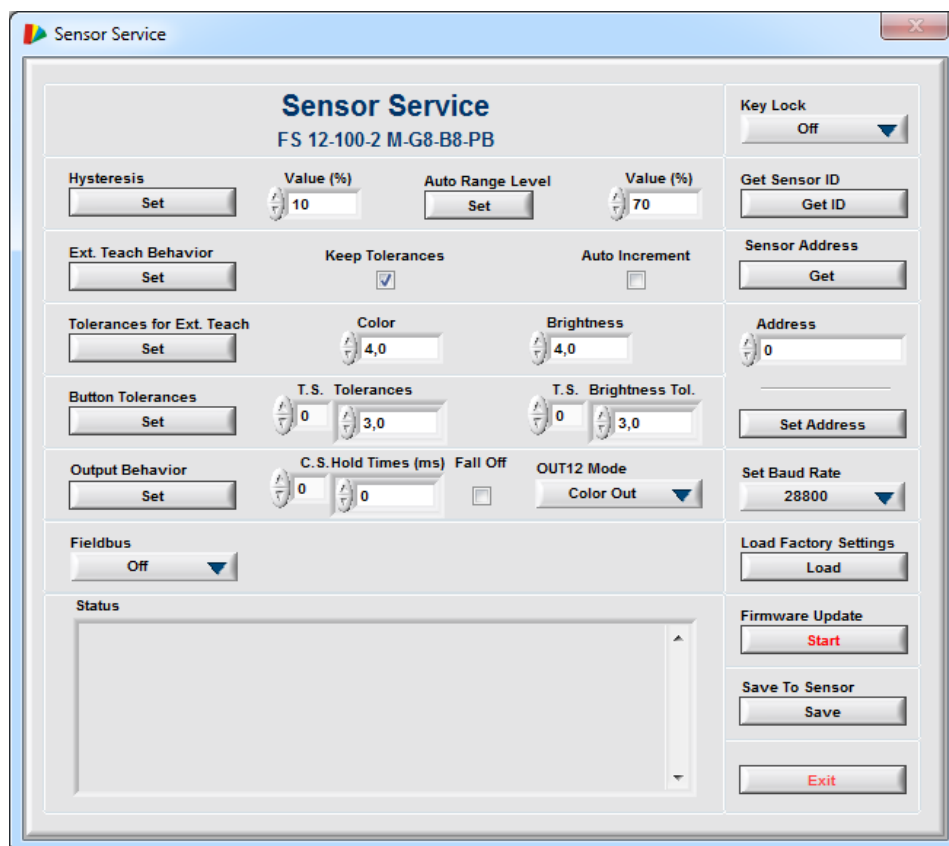 Sensor Service
Sensor Service
FS 12-100-2 M-G8-B8-PB
Key Lock
Off
Hysteresis
Set
Value (%)
10
Auto Range Level
Set
Value (%)
70
Get Sensor ID
Get ID
Ext. Teach Behavior
Set
Keep Tolerances
Auto Increment
Sensor Address
Get
Tolerances for Ext. Teach
Set
Color
4,0
Brightness
4,0
Address
0
Button Tolerances
Set
T.S. Tolerances
0
3,0
T.S. Brightness Tol.
0
3,0
Set Address
Output Behavior
Set
C.S. Hold Times (ms)
0
0
Fall Off
OUT12 Mode
Color Out
Set Baud Rate
28800
Fieldbus
Off
Load Factory Settings
Load
Status
Firmware Update
Start
Save To Sensor
Save
Exit